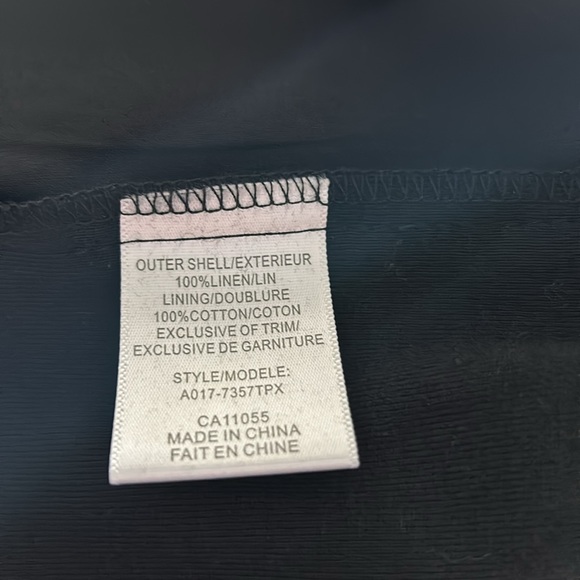 OUTER SHELL/EXTERIEUR
100%LINEN/LIN
LINING/DOUBLURE
100%COTTON/COTON
EXCLUSIVE OF TRIM/
EXCLUSIVE DE GARNITURE
STYLE/MODELE:
A017-7357TPX
CA11055
MADE IN CHINA
FAIT EN CHINE